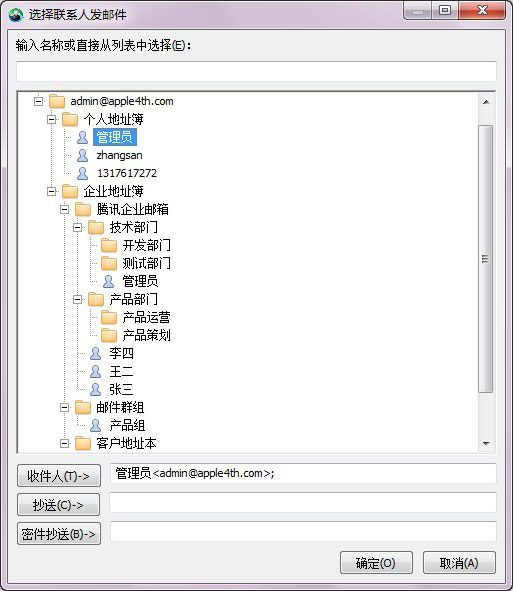 选择联系人发邮件
输入名称或直接从列表中选择(E)：
admin@apple4th.com
个人地址簿
管理员
zhangsan
1317617272
企业地址簿
腾讯企业邮箱
技术部门
开发部门
测试部门
管理员
产品部门
产品运营
产品策划
李四
王二
张三
邮件群组
产品组
客户地址本
收件人(T)-> 管理员<admin@apple4th.com>;
抄送(C)->
密件抄送(B)->
确定(O) 取消(A)